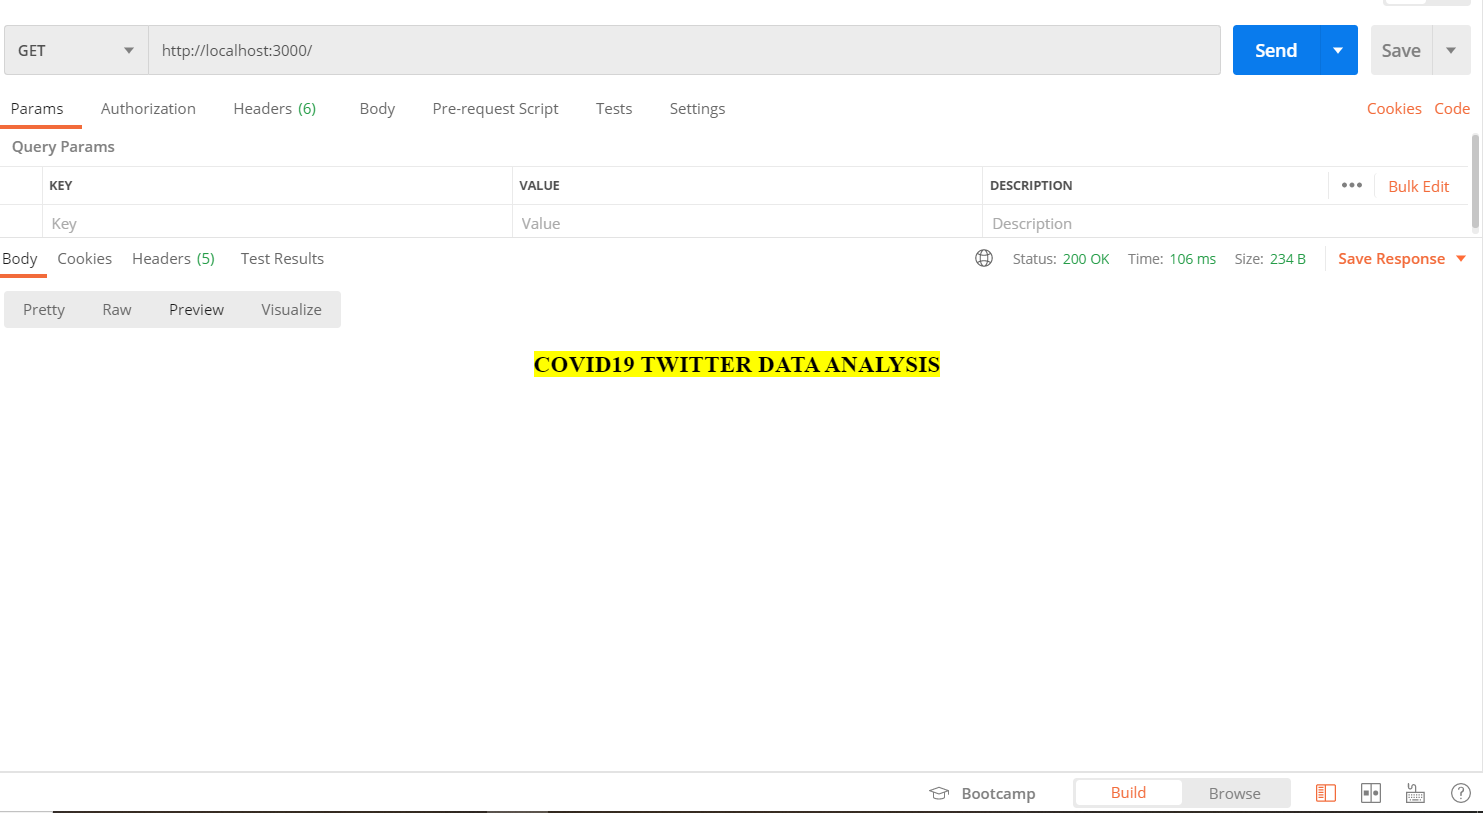 GET http://localhost:3000/ Send Save
Params Authorization Headers (6) Body Pre-request Script Tests Settings Cookies Code
Query Params
KEY VALUE DESCRIPTION ••• Bulk Edit
Key Value Description
Body Cookies Headers (5) Test Results Status: 200 OK Time: 106 ms Size: 234 B Save Response
Pretty Raw Preview Visualize
COVID19 TWITTER DATA ANALYSIS
Bootcamp Build Browse ?